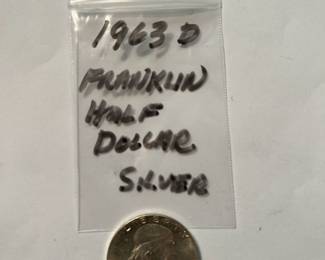 1963 D
FRANKLIN
HALF
DOLLAR
SILVER